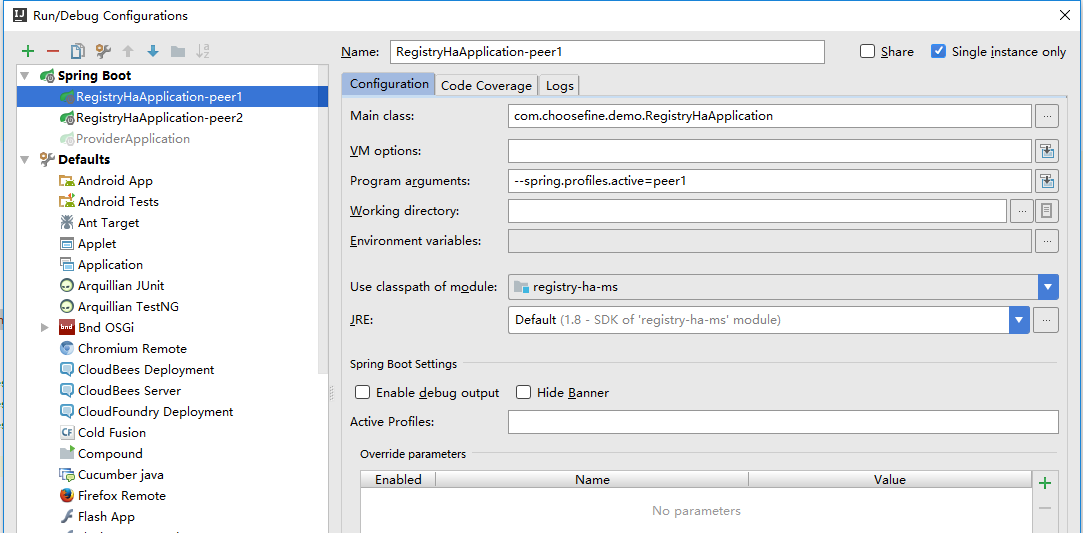 Run/Debug Configurations
Name: RegistryHaApplication-peer1 Share Single instance only
Spring Boot
RegistryHaApplication-peer1
RegistryHaApplication-peer2
ProviderApplication
Defaults
Android App
Android Tests
Ant Target
Applet
Application
Arquillian JUnit
Arquillian TestNG
Bnd OSGi
Chromium Remote
CloudBees Deployment
CloudBees Server
CloudFoundry Deployment
Cold Fusion
Compound
Cucumber java
Firefox Remote
Flash App
Configuration Code Coverage Logs
Main class: com.choosefine.demo.RegistryHaApplication
VM options:
Program arguments: --spring.profiles.active=peer1
Working directory:
Environment variables:
Use classpath of module: registry-ha-ms
JRE: Default (1.8 - SDK of 'registry-ha-ms' module)
Spring Boot Settings
Enable debug output Hide Banner
Active Profiles:
Override parameters
Enabled Name Value
No parameters